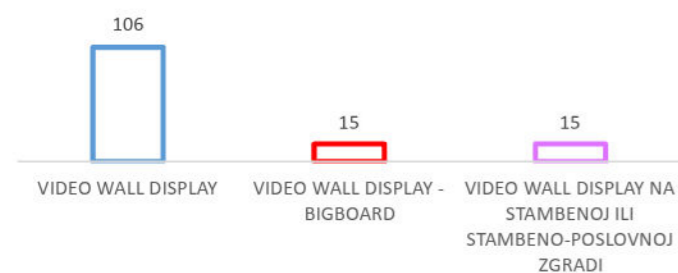 106
15
15
VIDEO WALL DISPLAY
VIDEO WALL DISPLAY -
BIGBOARD
VIDEO WALL DISPLAY NA
STAMBENOJ ILI
STAMBENO-POSLOVNOJ
ZGRADI